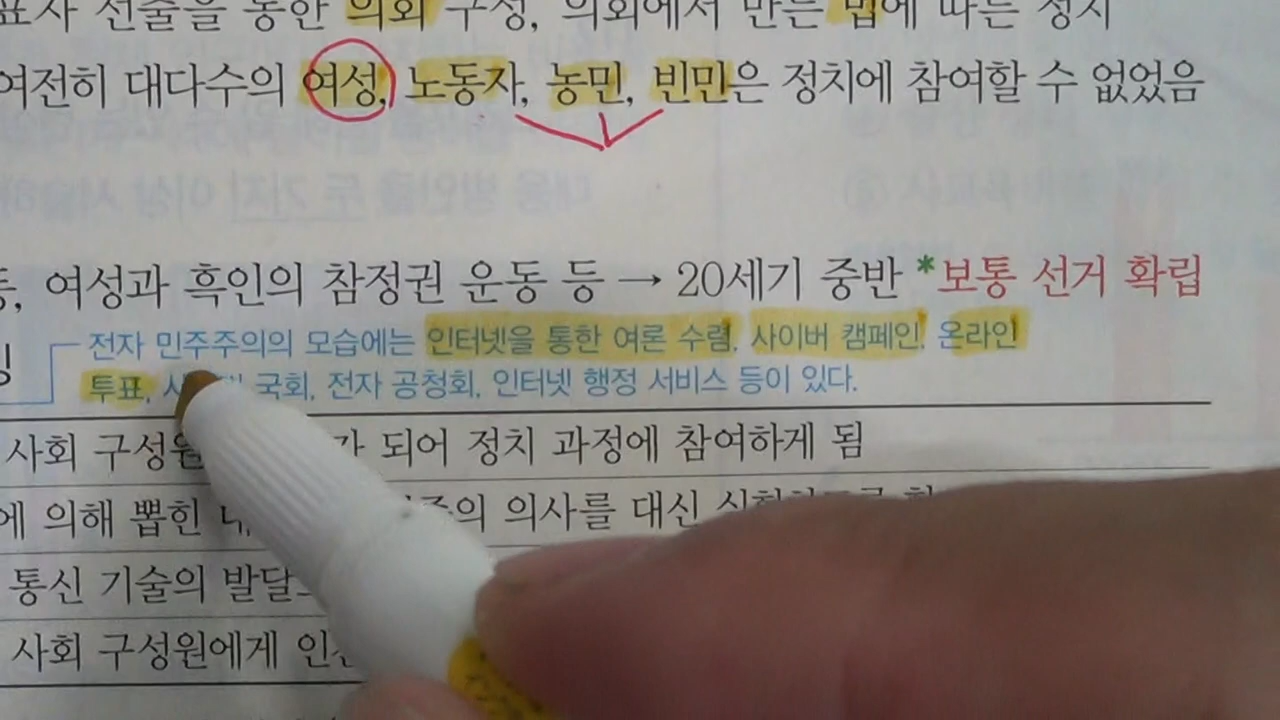 표자 선출을 통한 의회 구성, 의회에서 만든 법에 따른 정치
여전히 대다수의 여성, 노동자, 농민, 빈민은 정치에 참여할 수 없었음
등, 여성과 흑인의 참정권 운동 등 → 20세기 중반 *보통 선거 확립
전자 민주주의의 모습에는 인터넷을 통한 여론 수렴, 사이버 캠페인, 온라인
투표, 국회, 전자 공청회, 인터넷 행정 서비스 등이 있다.
사회 구성원 가 되어 정치 과정에 참여하게 됨
에 의해 뽑힌 의 의사를 대신
통신 기술의 발달
사회 구성원에게